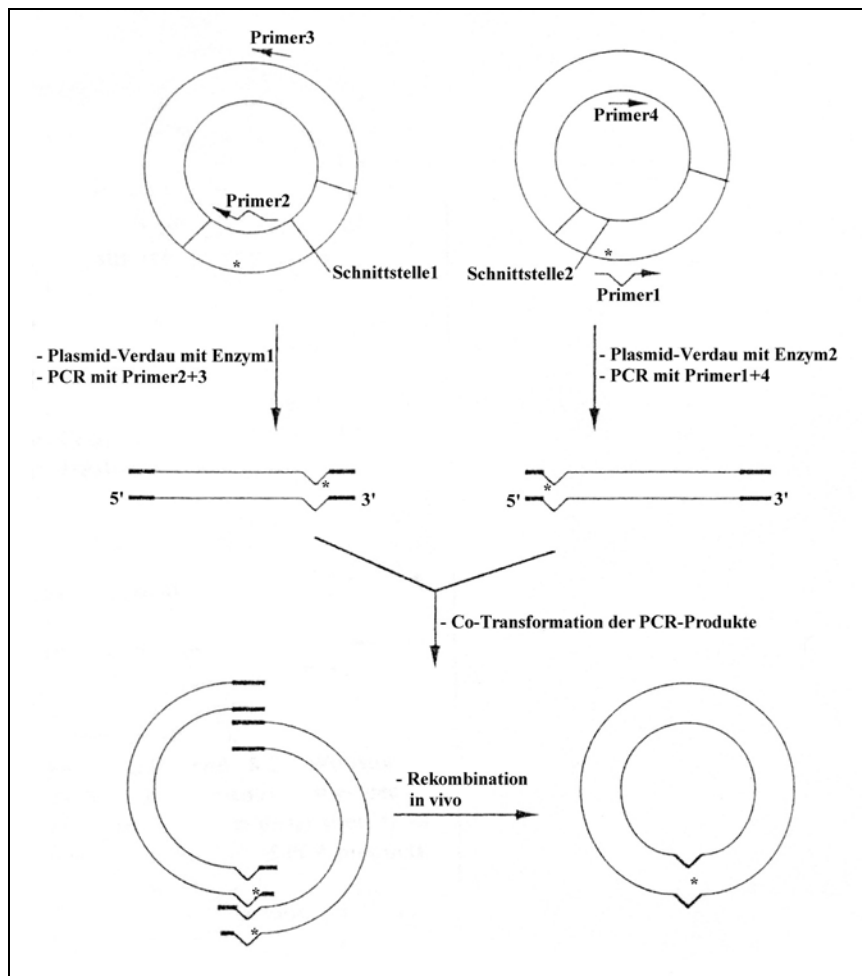 Primer3
Primer4
Primer2
*
Schnittstelle1
*
Schnittstelle2
Primer1
- Plasmid-Verdau mit Enzym1
- PCR mit Primer2+3
- Plasmid-Verdau mit Enzym2
- PCR mit Primer1+4
*
5' 3'
*
5' 3'
- Co-Transformation der PCR-Produkte
- Rekombination
in vivo
*
*
*